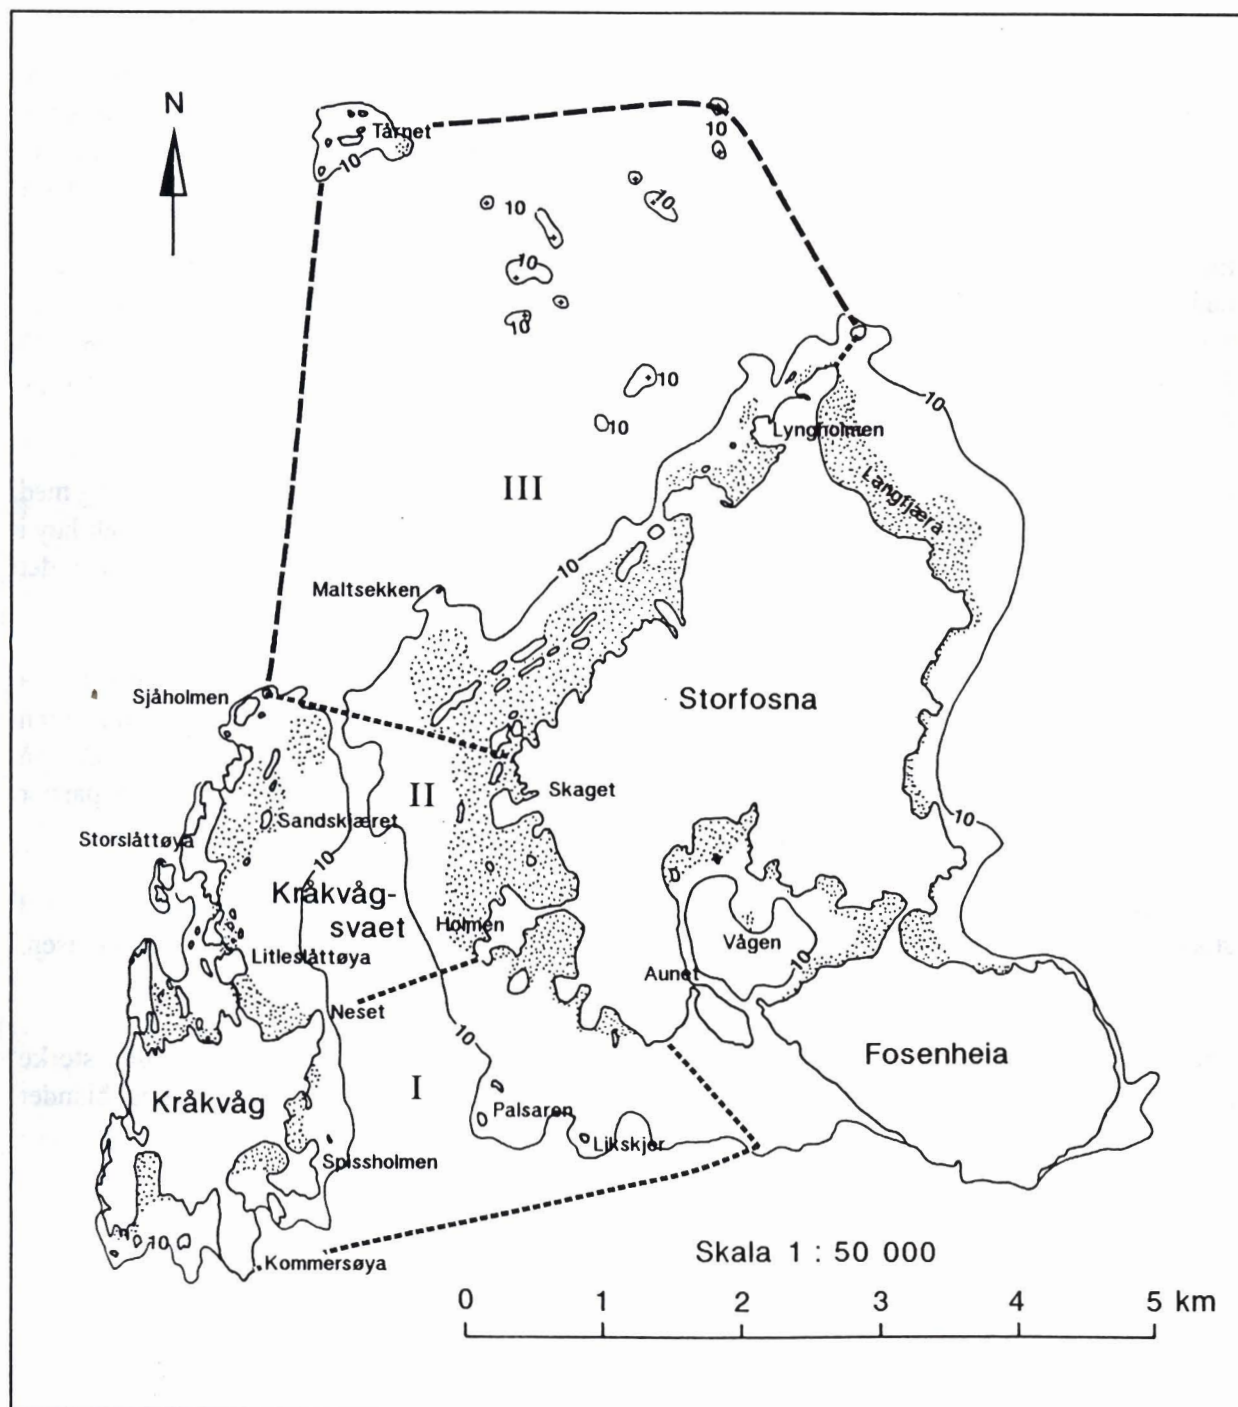 N
Tårnet
10
10
10
10
10
10
10
10
10
Lyngholmen
10
III
Langfjæra
10
Maltsekken
Sjåholmen
Storfosna
II
Skaget
Sandskjæret
10
Storslåttøya
10
Kråkvåg-
svaet
Holmen
Vågen
10
Litleslåttøya
Aunet
Neset
10
Fosenheia
Kråkvåg
I
Palsaren
Likskjer
Spissholmen
10
Kommersøya
Skala 1 : 50 000
0 1 2 3 4 5 km